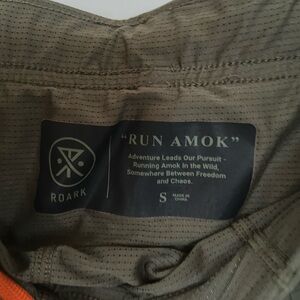 "RUN AMOK"
Adventure Leads Our Pursuit -
Running Amok in the Wild,
Somewhere Between Freedom
and Chaos.
ROARK
S
MADE IN
CHINA